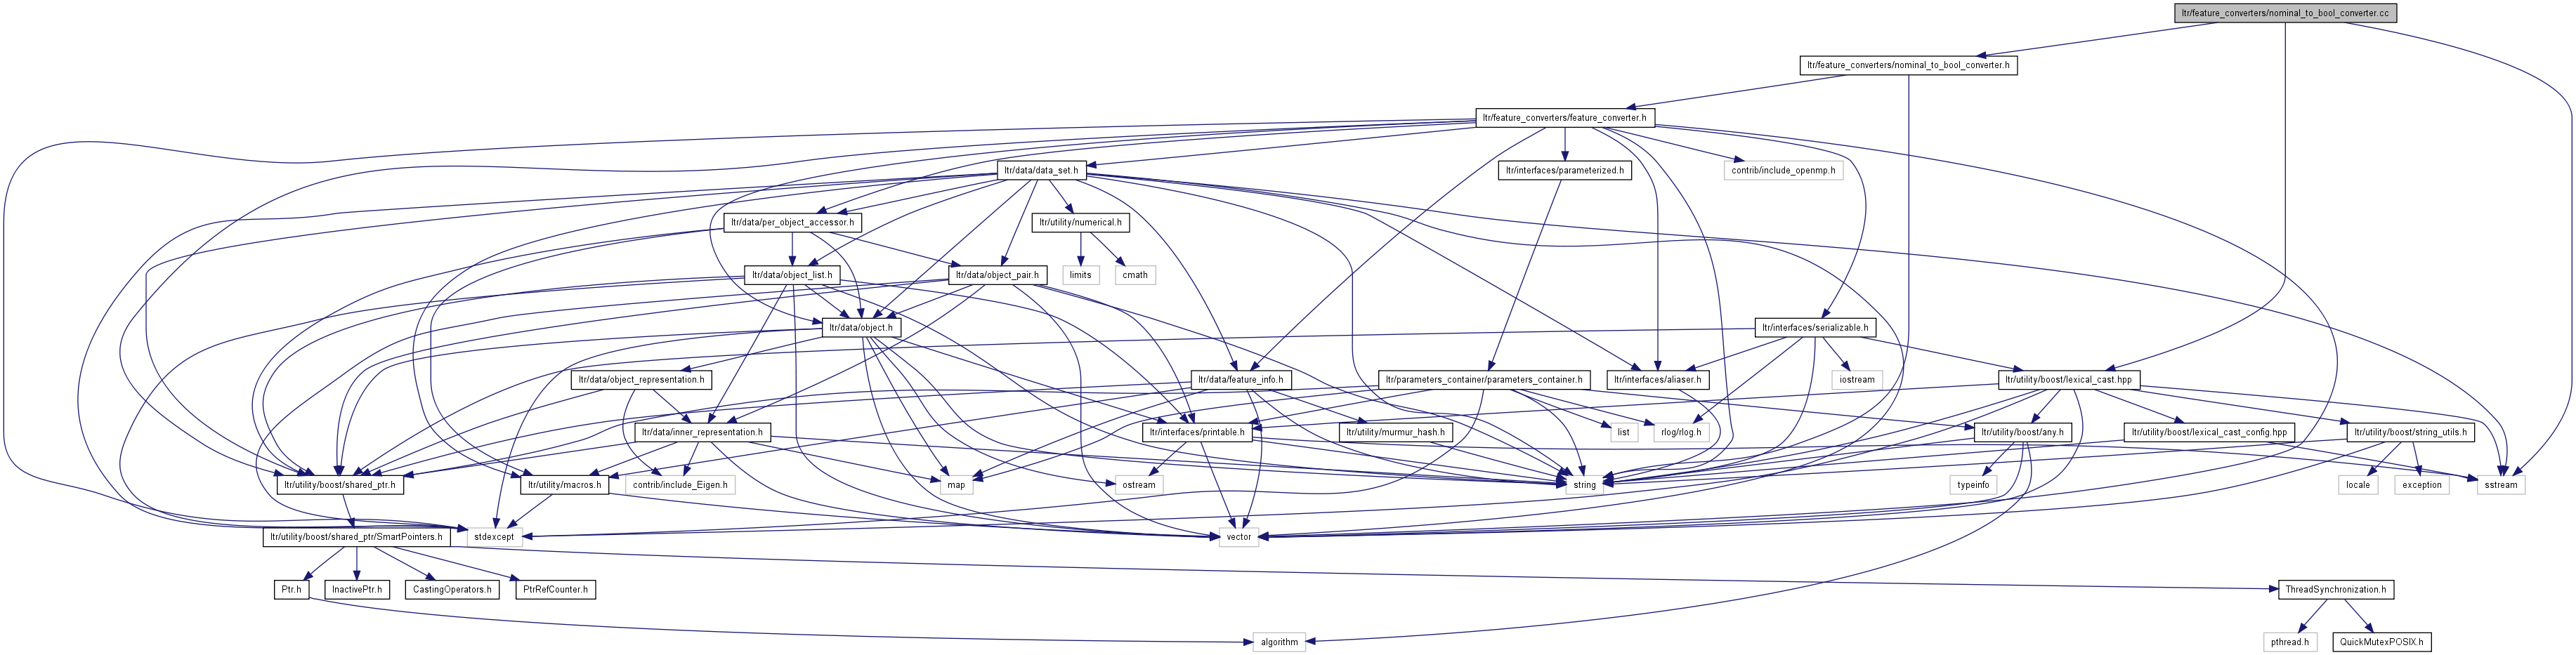 ltr/feature_converters/nominal_to_bool_converter.cc
ltr/feature_converters/nominal_to_bool_converter.h
ltr/feature_converters/feature_converter.h
ltr/data/data_set.h
ltr/interfaces/parameterized.h
contrib/include_openmp.h
ltr/data/per_object_accessor.h
ltr/utility/numerical.h
ltr/data/object_list.h
ltr/data/object_pair.h
limits
cmath
ltr/data/object.h
ltr/interfaces/serializable.h
ltr/data/object_representation.h
ltr/data/feature_info.h
ltr/parameters_container/parameters_container.h
ltr/interfaces/aliaser.h
iostream
ltr/utility/boost/lexical_cast.hpp
ltr/data/inner_representation.h
ltr/interfaces/printable.h
ltr/utility/murmur_hash.h
list
rlog/rlog.h
ltr/utility/boost/any.h
ltr/utility/boost/lexical_cast_config.hpp
ltr/utility/boost/string_utils.h
ltr/utility/boost/shared_ptr.h
ltr/utility/macros.h
contrib/include_Eigen.h
map
ostream
string
typeinfo
locale
exception
sstream
ltr/utility/boost/shared_ptr/SmartPointers.h
stdexcept
vector
Ptr.h
InactivePtr.h
CastingOperators.h
PtrRefCounter.h
ThreadSynchronization.h
algorithm
pthread.h
QuickMutexPOSIX.h